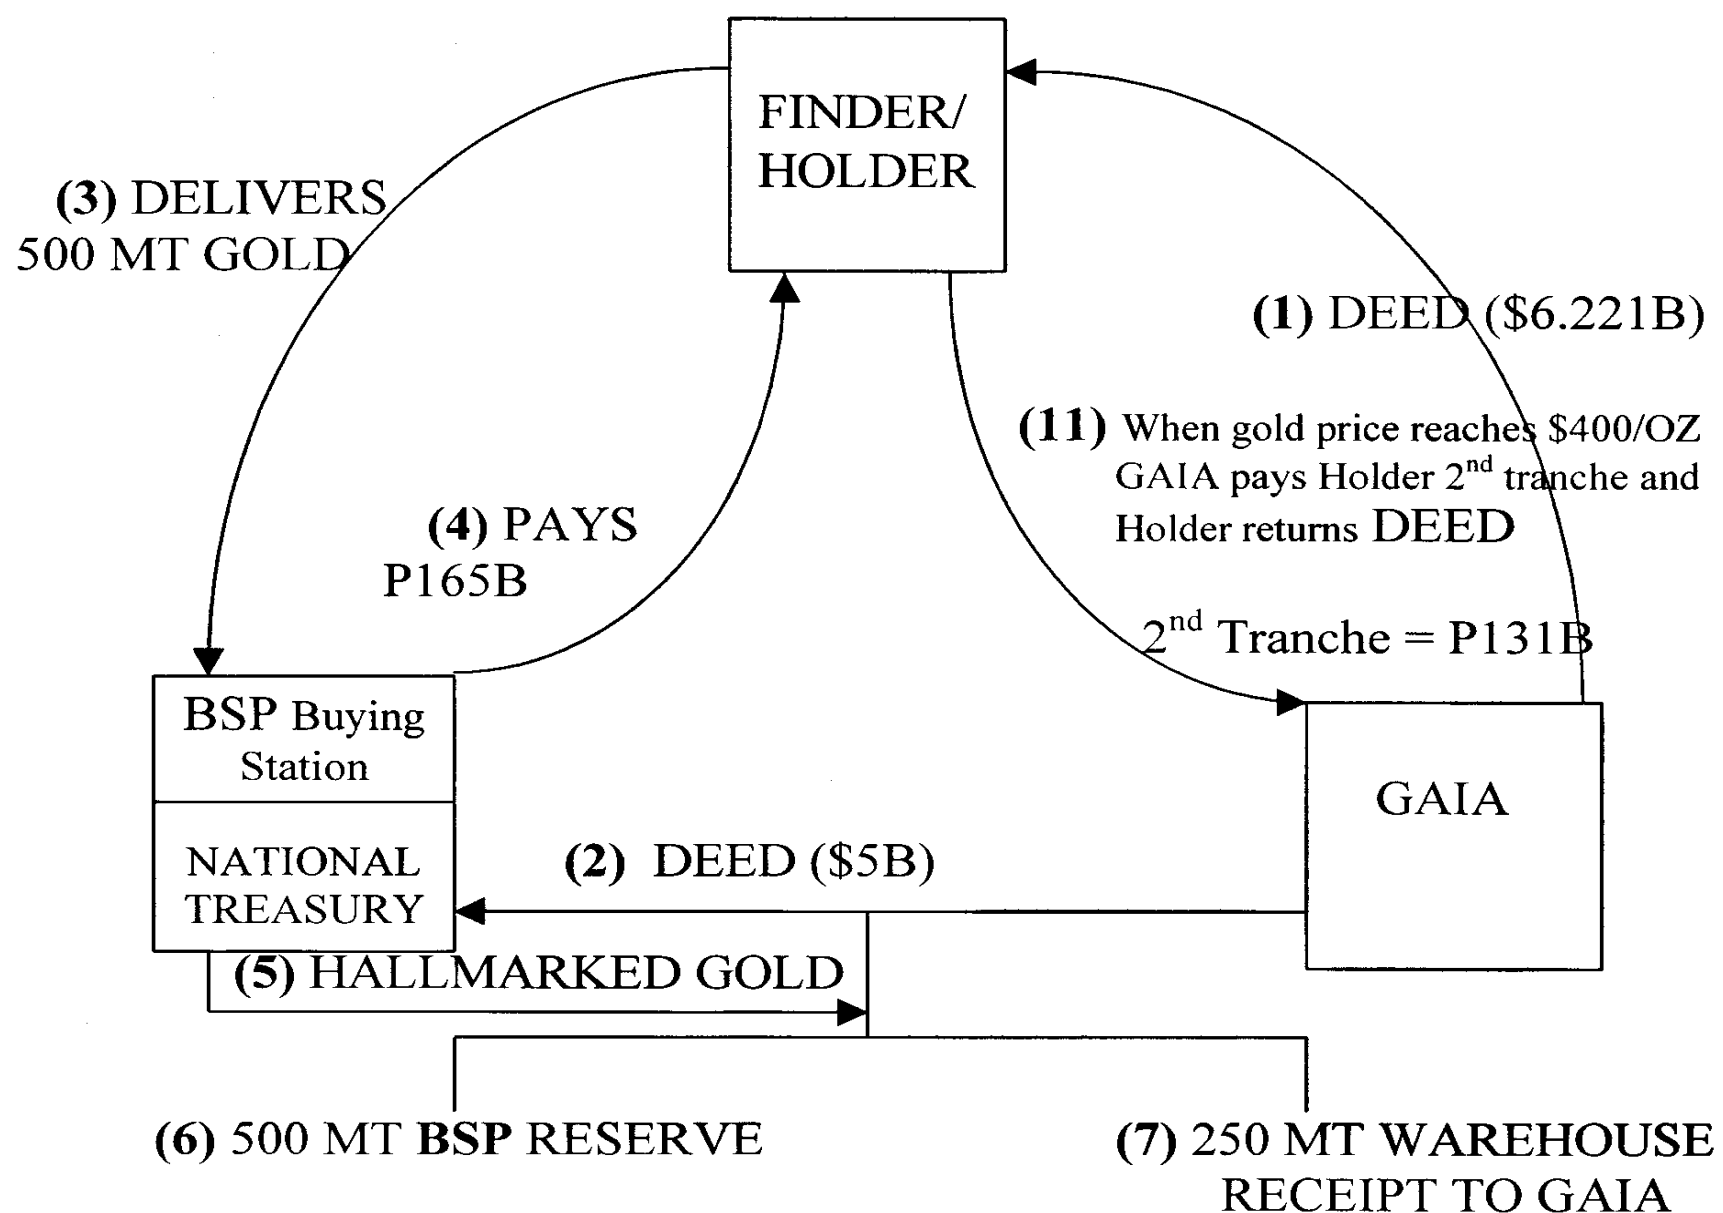 FINDER/
HOLDER
(3) DELIVERS
500 MT GOLD
(1) DEED ($6.221B)
(11) When gold price reaches $400/OZ
GAIA pays Holder 2nd tranche and
Holder returns DEED
(4) PAYS
P165B
2nd Tranche = P131B
BSP Buying
Station
GAIA
NATIONAL
TREASURY
(2) DEED ($5B)
(5) HALLMARKED GOLD
(6) 500 MT BSP RESERVE
(7) 250 MT WAREHOUSE
RECEIPT TO GAIA